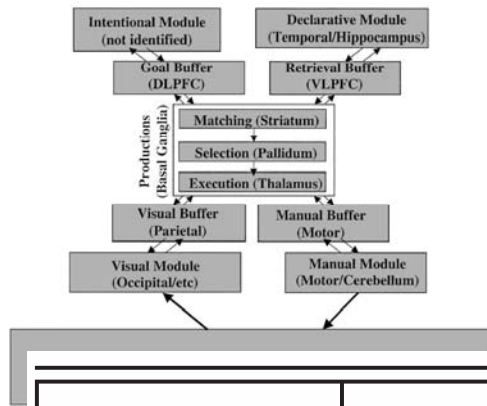 Intentional Module
(not identified)
Declarative Module
(Temporal/Hippocampus)
Goal Buffer
(DLPFC)
Retrieval Buffer
(VLPFC)
Productions
(Basal Ganglia)
Matching (Striatum)
Selection (Pallidum)
Execution (Thalamus)
Visual Buffer
(Parietal)
Manual Buffer
(Motor)
Visual Module
(Occipital/etc)
Manual Module
(Motor/Cerebellum)